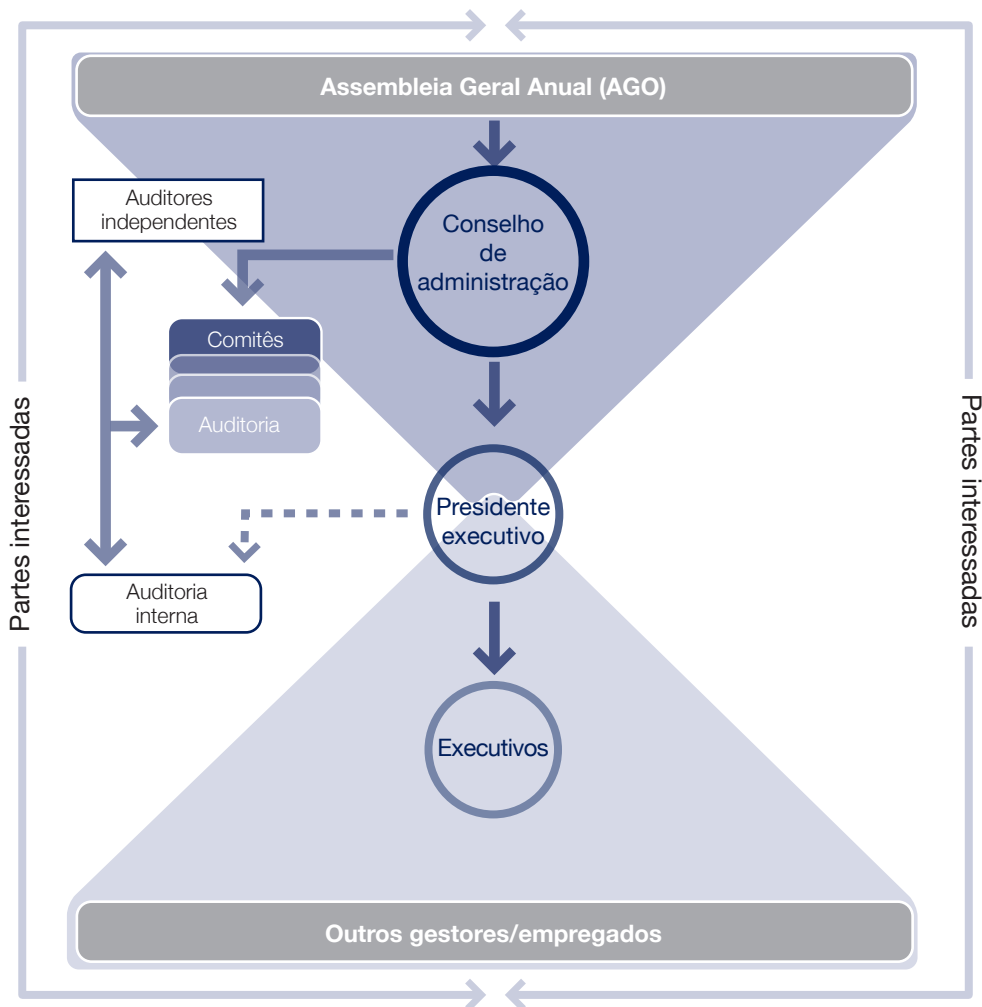 Assembleia Geral Anual (AGO)
Auditores
independentes
Conselho
de
administração
Comitês
Auditoria
Partes interessadas
Partes interessadas
Presidente
executivo
Auditoria
interna
Executivos
Outros gestores/empregados